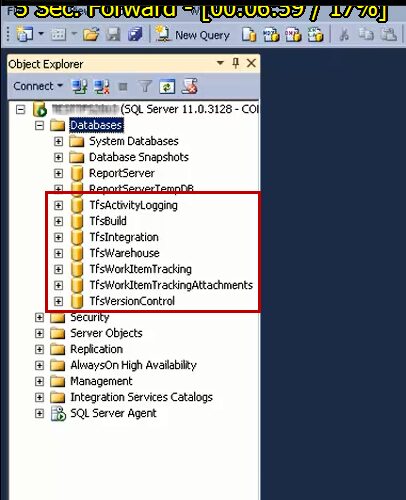 5 Sec. Forward - [00:06:59 / 17%]
New Query
Object Explorer
Connect
(SQL Server 11.0.3128 - CO
Databases
System Databases
Database Snapshots
ReportServer
ReportServerTempDB
TfsActivityLogging
TfsBuild
TfsIntegration
TfsWarehouse
TfsWorkItemTracking
TfsWorkItemTrackingAttachments
TfsVersionControl
Security
Server Objects
Replication
AlwaysOn High Availability
Management
Integration Services Catalogs
SQL Server Agent